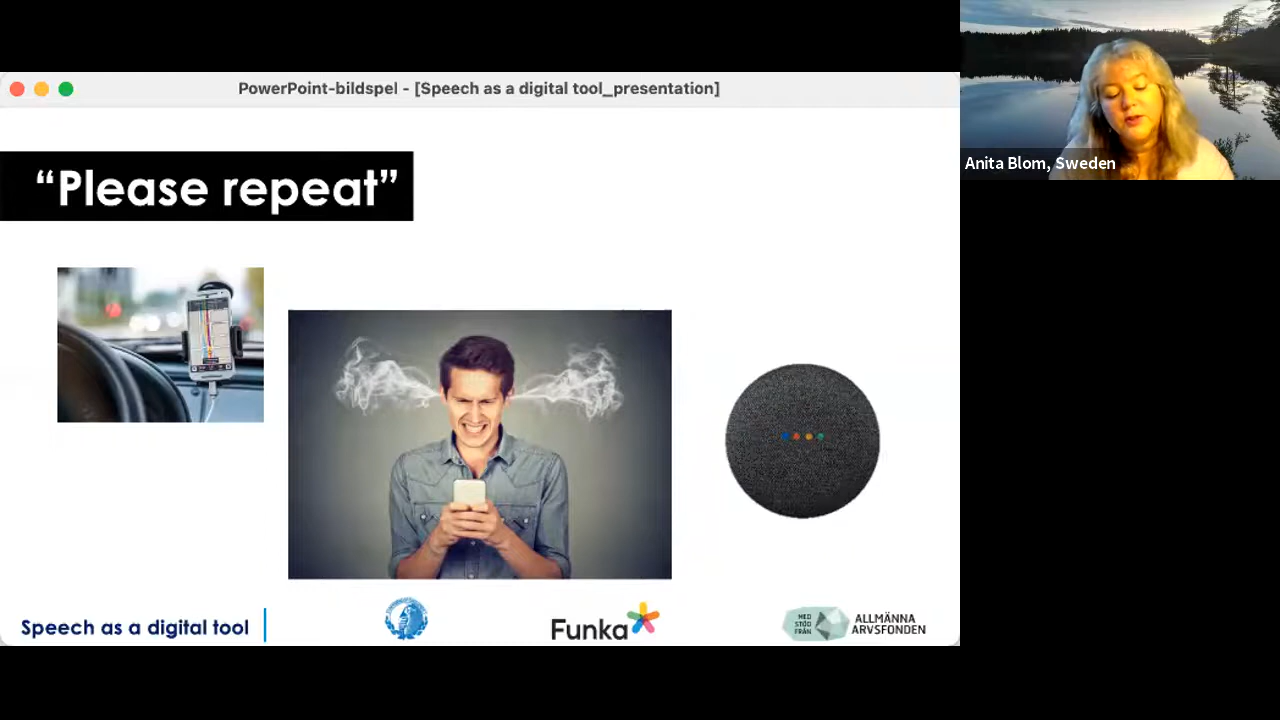 PowerPoint-bildspel - [Speech as a digital tool_presentation]
“Please repeat”
Anita Blom, Sweden
Speech as a digital tool
Funka
MED
STÖD
FRÅN
ALLMÄNNA
ARVSFONDEN